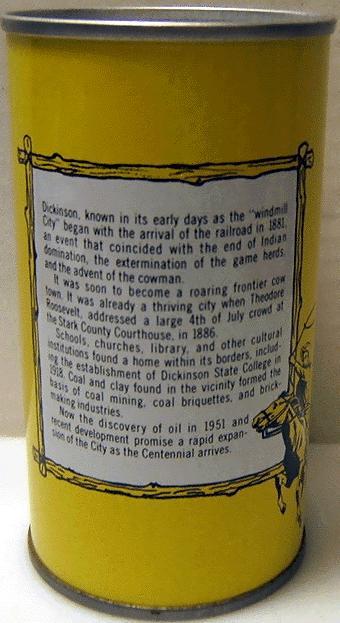 Dickinson, known in its early days as the "windmill
City" began with the arrival of the railroad in 1881,
an event that coincided with the end of Indian
domination, the extermination of the game herds,
and the advent of the cowman.
It was soon to become a roaring frontier cow
town. It was already a thriving city when Theodore
Roosevelt, addressed a large 4th of July crowd at
the Stark County Courthouse, in 1886.
Schools, churches, library, and other cultural
institutions found a home within its borders, includ-
ing the establishment of Dickinson State College in
1918. Coal and clay found in the vicinity formed the
basis of coal mining, coal briquettes, and brick-
making industries.
Now the discovery of oil in 1951 and
recent development promise a rapid expan-
sion of the City as the Centennial arrives.